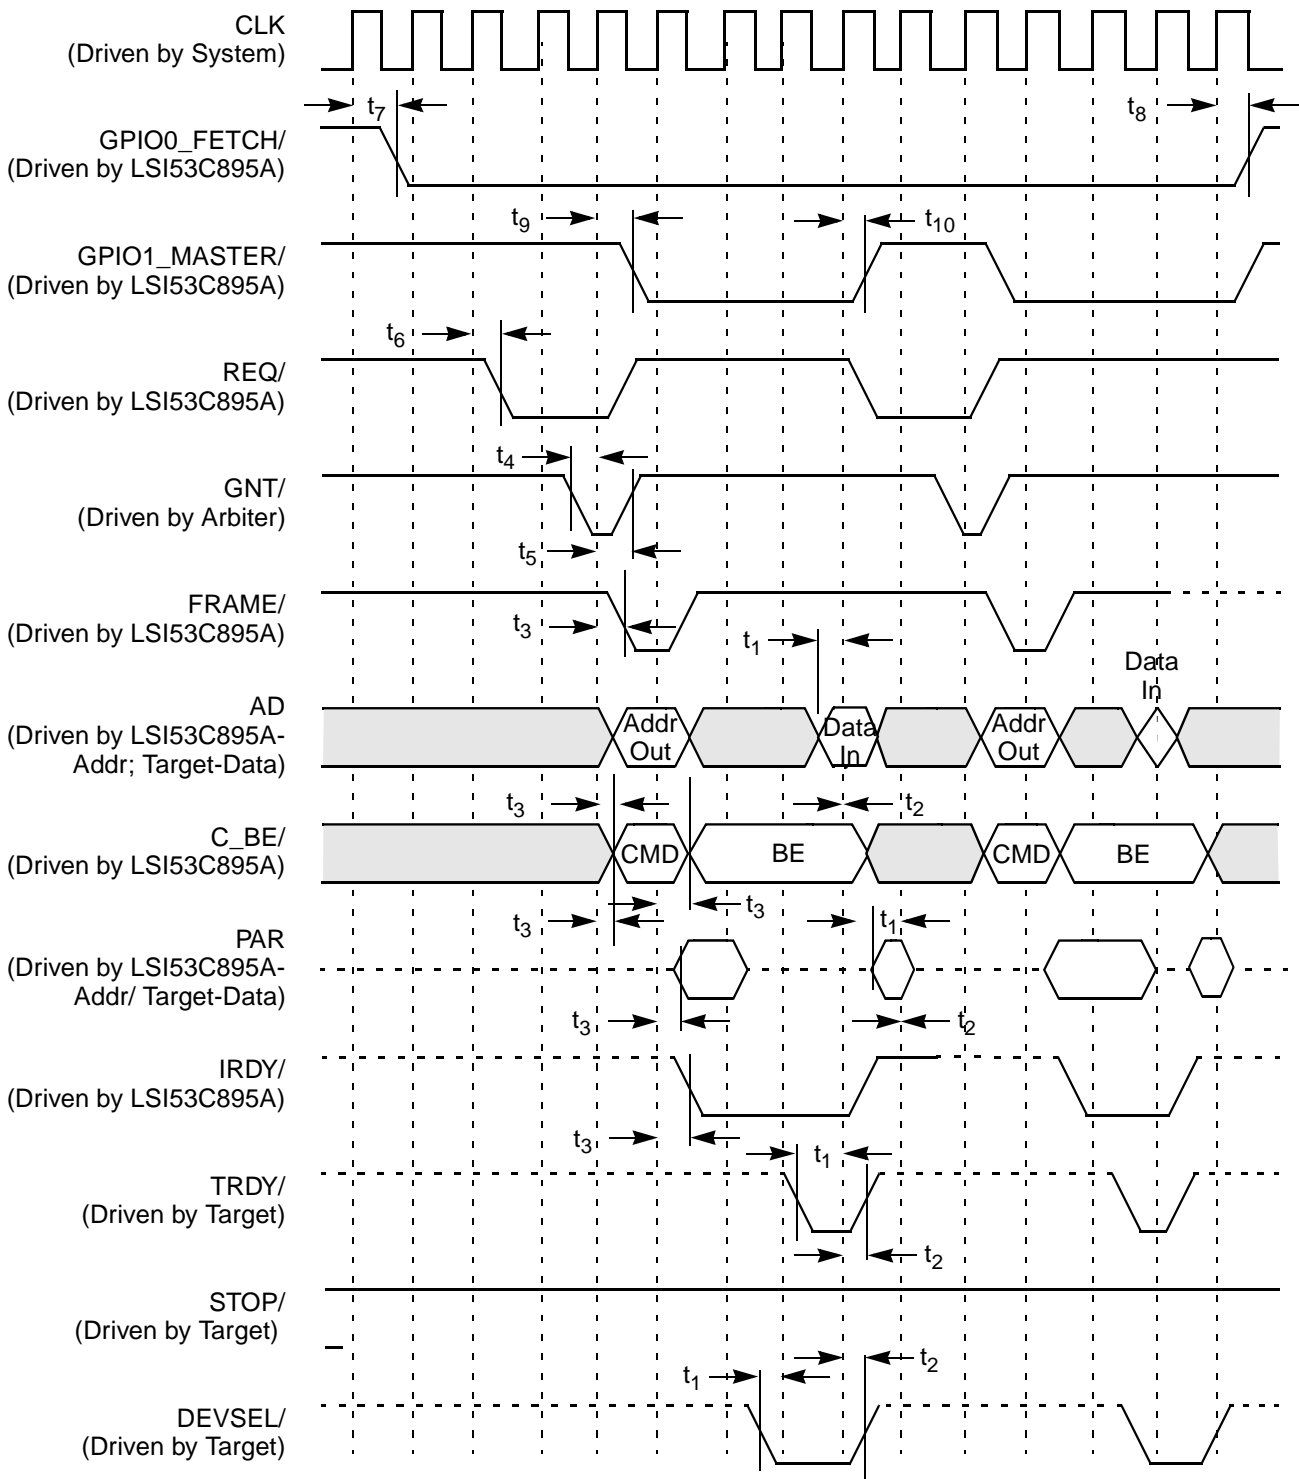 CLK
(Driven by System)
t7
t8
GPIO0_FETCH/
(Driven by LSI53C895A)
t9
t10
GPIO1_MASTER/
(Driven by LSI53C895A)
t6
REQ/
(Driven by LSI53C895A)
t4
GNT/
(Driven by Arbiter)
t5
FRAME/
(Driven by LSI53C895A)
t3
t1
Data
In
AD
(Driven by LSI53C895A-
Addr; Target-Data)
Addr
Out
Data
In
Addr
Out
t3
t2
C_BE/
(Driven by LSI53C895A)
CMD
BE
CMD
BE
t3
t3
t1
PAR
(Driven by LSI53C895A-
Addr/ Target-Data)
t3
t2
IRDY/
(Driven by LSI53C895A)
t3
t1
TRDY/
(Driven by Target)
t2
STOP/
(Driven by Target)
t2
t1
DEVSEL/
(Driven by Target)